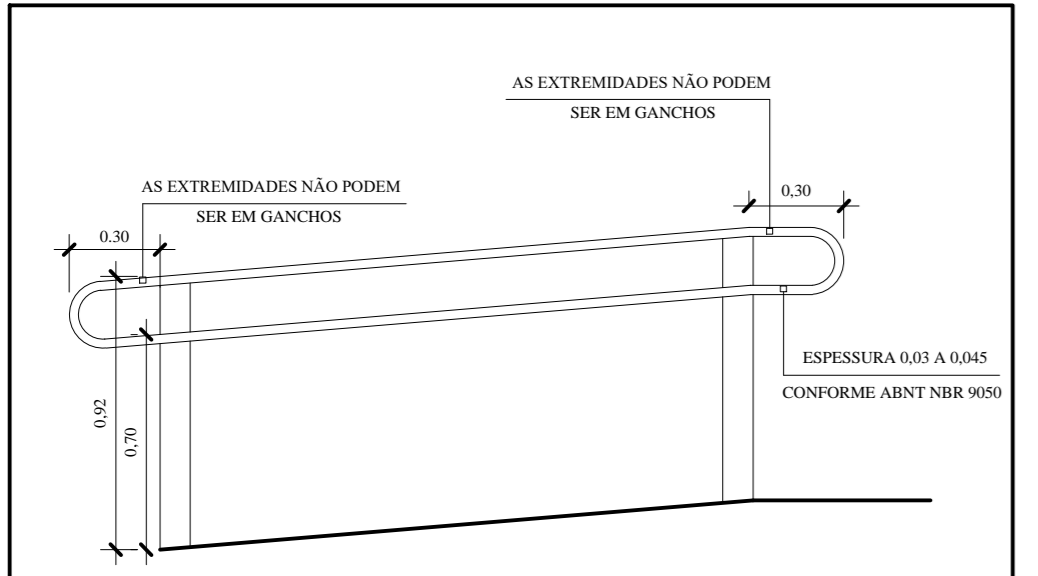 AS EXTREMIDADES NÃO PODEM
SER EM GANCHOS
0,30
AS EXTREMIDADES NÃO PODEM
SER EM GANCHOS
0.30
ESPESSURA 0,03 A 0,045
CONFORME ABNT NBR 9050
0,92
0,70